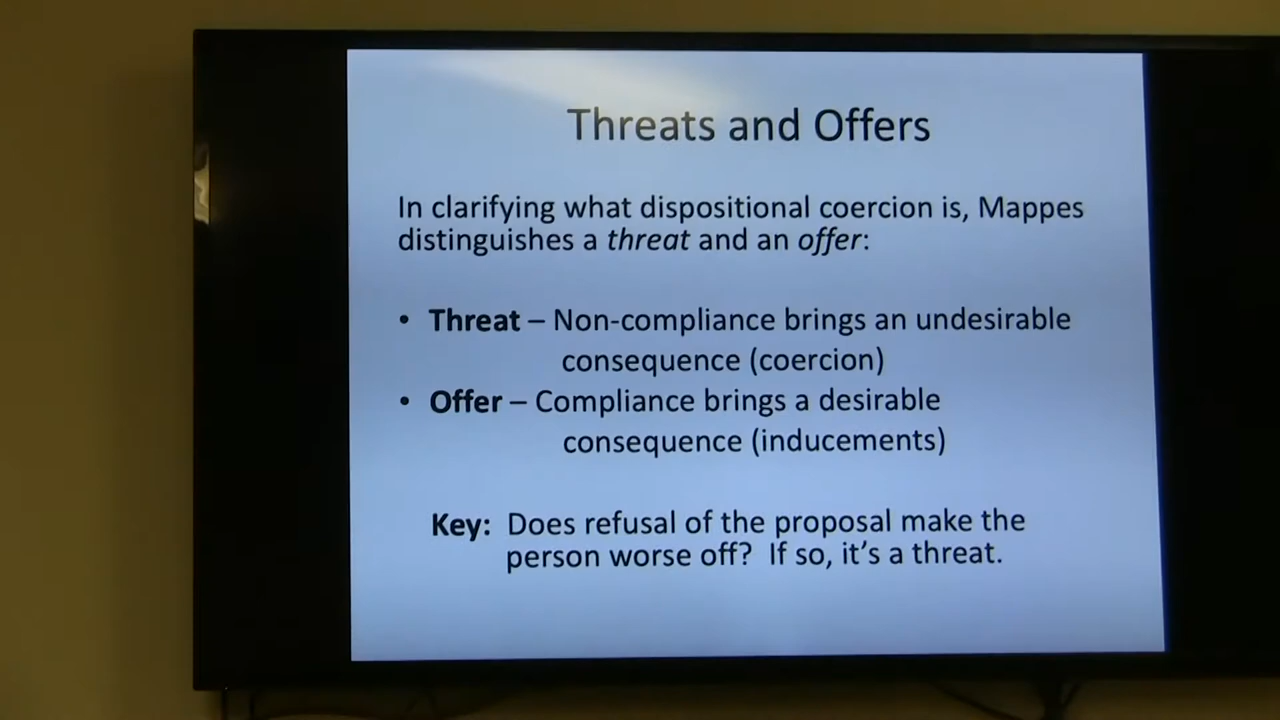 Threats and Offers
In clarifying what dispositional coercion is, Mappes
distinguishes a threat and an offer:
• Threat – Non-compliance brings an undesirable
consequence (coercion)
• Offer – Compliance brings a desirable
consequence (inducements)
Key: Does refusal of the proposal make the
person worse off? If so, it's a threat.